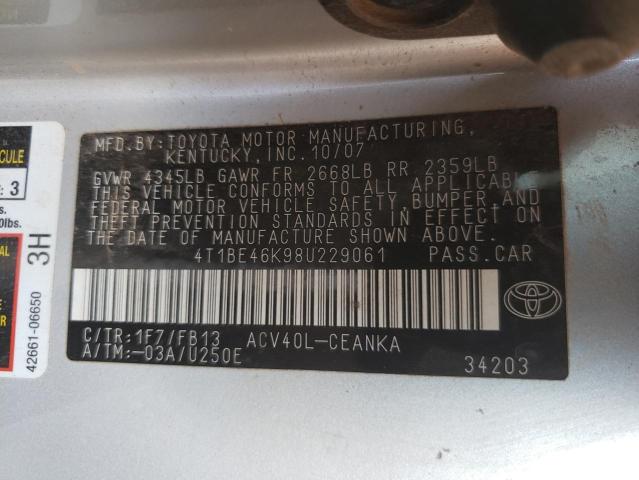 MFD.BY:TOYOTA MOTOR MANUFACTURING,
KENTUCKY,INC.10/07
GVWR 4345LB GAWR FR 2668LB RR 2359LB
THIS VEHICLE CONFORMS TO ALL APPLICABLE
FEDERAL MOTOR VEHICLE SAFETY,BUMPER,AND
THEFT PREVENTION STANDARDS IN EFFECT ON
THE DATE OF MANUFACTURE SHOWN ABOVE.
4T1BE46K98U229061 PASS.CAR
C/TR:1F7/FB13 ACV40L-CEANKA
A/TM:-03A/U250E
34203
: 3
3H
42661-06650